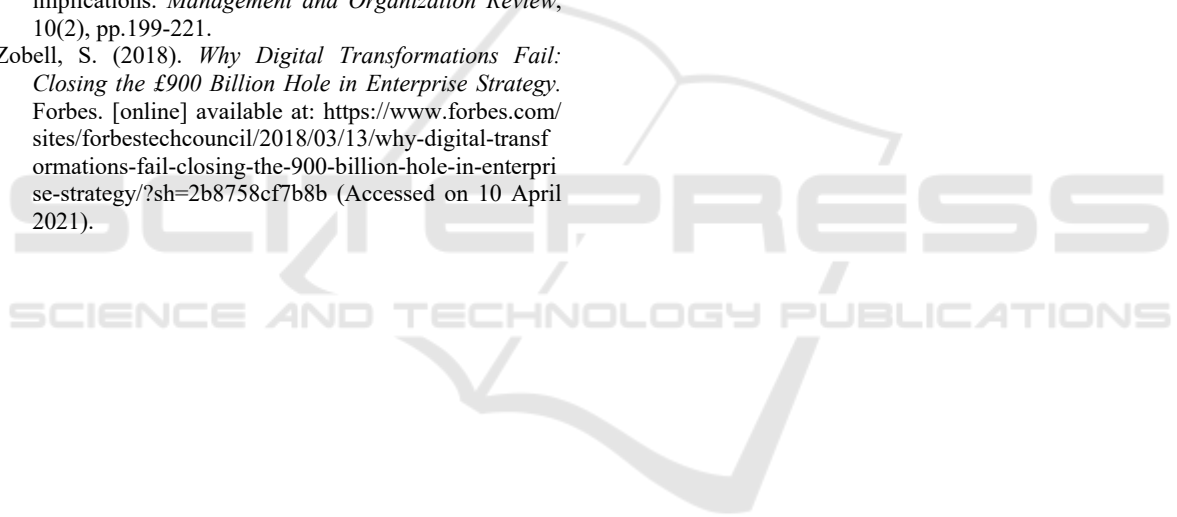 implications. Management and Organization Review,
10(2), pp.199-221.
Zobell, S. (2018). Why Digital Transformations Fail:
Closing the £900 Billion Hole in Enterprise Strategy.
Forbes. [online] available at: https://www.forbes.com/
sites/forbestechcouncil/2018/03/13/why-digital-transf
ormations-fail-closing-the-900-billion-hole-in-enterpri
se-strategy/?sh=2b8758cf7b8b (Accessed on 10 April
2021).
SCITEPRESS
SCIENCE AND TECHNOLOGY PUBLICATIONS